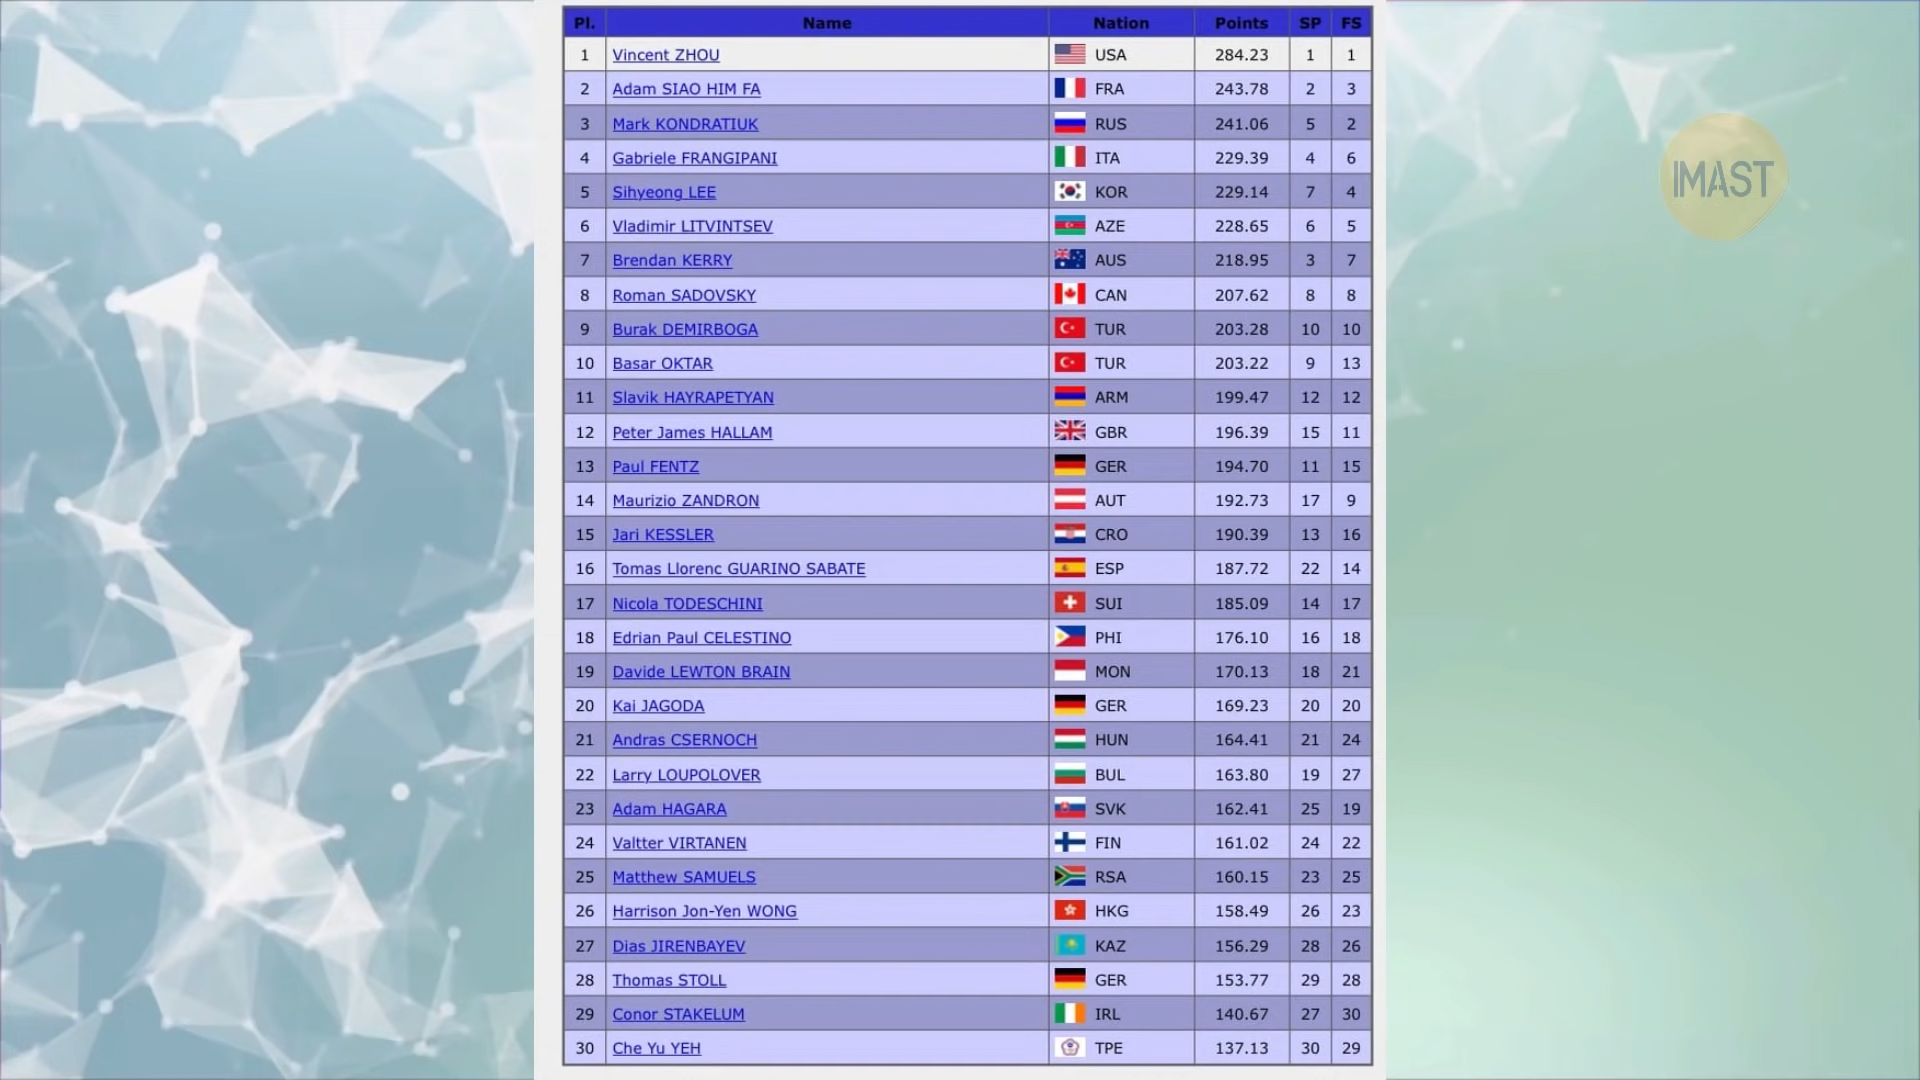 Pl. Name Nation Points SP FS
1 Vincent ZHOU USA 284.23 1 1
2 Adam SIAO HIM FA FRA 243.78 2 3
3 Mark KONDRATIUK RUS 241.06 5 2
4 Gabriele FRANGIPANI ITA 229.39 4 6
5 Sihyeong LEE KOR 229.14 7 4
6 Vladimir LITVINTSEV AZE 228.65 6 5
7 Brendan KERRY AUS 218.95 3 7
8 Roman SADOVSKY CAN 207.62 8 8
9 Burak DEMIRBOGA TUR 203.28 10 10
10 Basar OKTAR TUR 203.22 9 13
11 Slavik HAYRAPETYAN ARM 199.47 12 12
12 Peter James HALLAM GBR 196.39 15 11
13 Paul FENTZ GER 194.70 11 15
14 Maurizio ZANDRON AUT 192.73 17 9
15 Jari KESSLER CRO 190.39 13 16
16 Tomas Llorenc GUARINO SABATE ESP 187.72 22 14
17 Nicola TODESCHINI SUI 185.09 14 17
18 Edrian Paul CELESTINO PHI 176.10 16 18
19 Davide LEWTON BRAIN MON 170.13 18 21
20 Kai JAGODA GER 169.23 20 20
21 Andras CSERNOCH HUN 164.41 21 24
22 Larry LOUPOLOVER BUL 163.80 19 27
23 Adam HAGARA SVK 162.41 25 19
24 Valtter VIRTANEN FIN 161.02 24 22
25 Matthew SAMUELS RSA 160.15 23 25
26 Harrison Jon-Yen WONG HKG 158.49 26 23
27 Dias JIRENBAYEV KAZ 156.29 28 26
28 Thomas STOLL GER 153.77 29 28
29 Conor STAKELUM IRL 140.67 27 30
30 Che Yu YEH TPE 137.13 30 29
IMAST